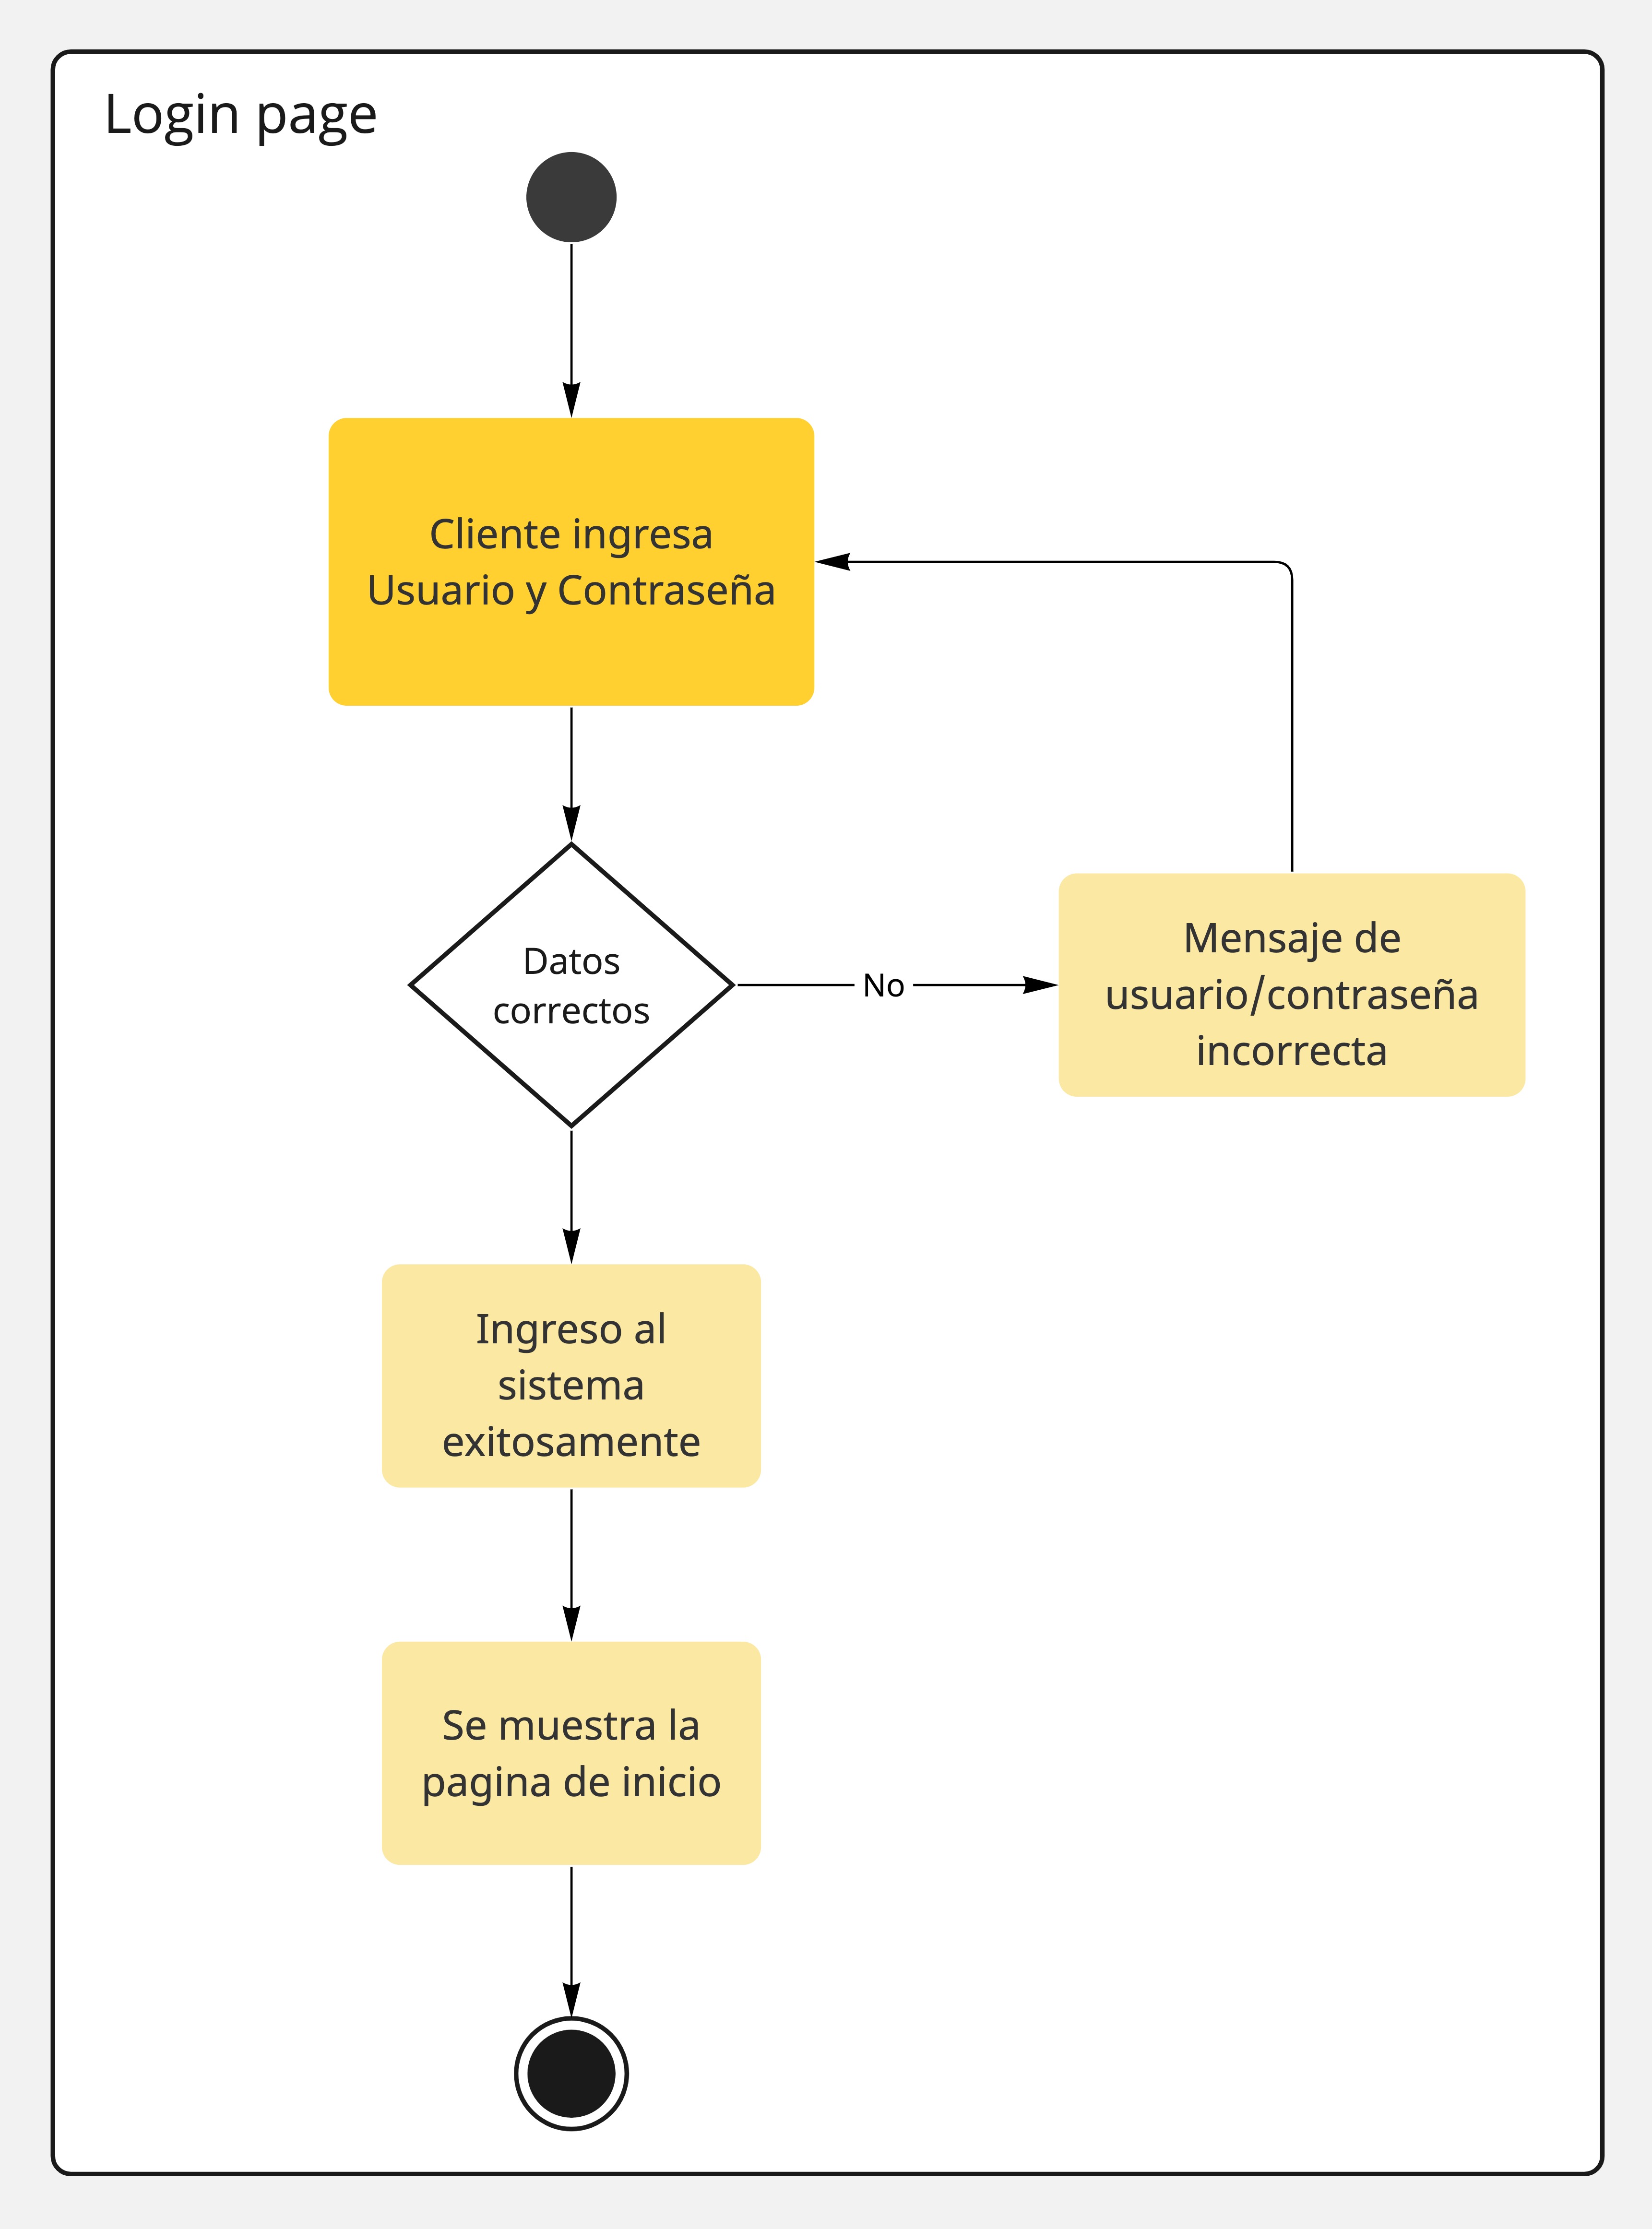 Login page
Cliente ingresa
Usuario y Contraseña
Datos
correctos
No
Mensaje de
usuario/contraseña
incorrecta
Ingreso al
sistema
exitosamente
Se muestra la
pagina de inicio